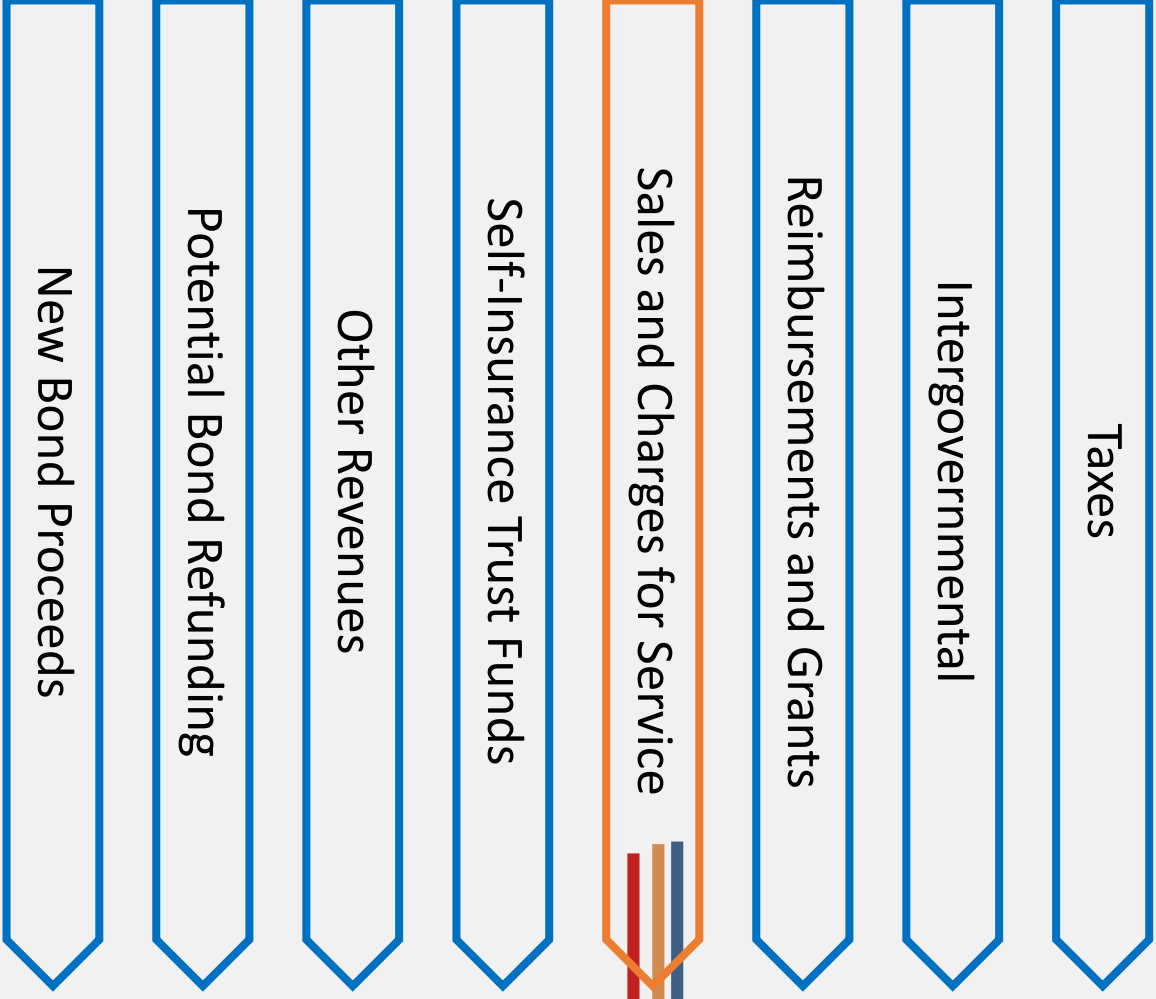 Taxes
Intergovernmental
Reimbursements and Grants
Sales and Charges for Service
Self-Insurance Trust Funds
Other Revenues
Potential Bond Refunding
New Bond Proceeds